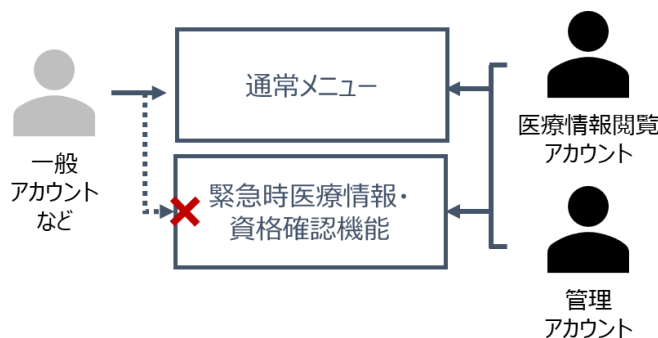 通常メニュー
医療情報閲覧
アカウント
一般
アカウント
など
緊急時医療情報・
資格確認機能
管理
アカウント